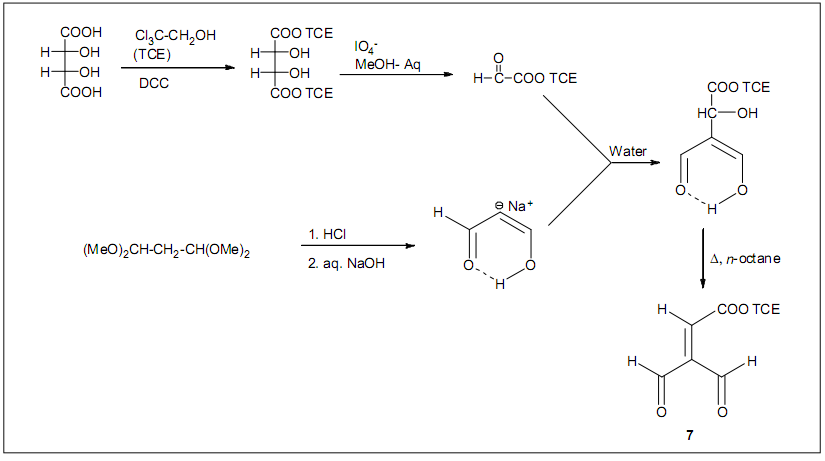 COOH
H OH
H OH
COOH
Cl3C-CH2OH
(TCE)
DCC
COO TCE
H OH
H OH
COO TCE
IO4-
MeOH- Aq
O
H-C-COO TCE
Water
COO TCE
HC-OH
O O
H
(MeO)2CH-CH2-CH(OMe)2
1. HCl
2. aq. NaOH
H ⊖ Na+
O O
H
Δ, n-octane
H COO TCE
H H
O O
7